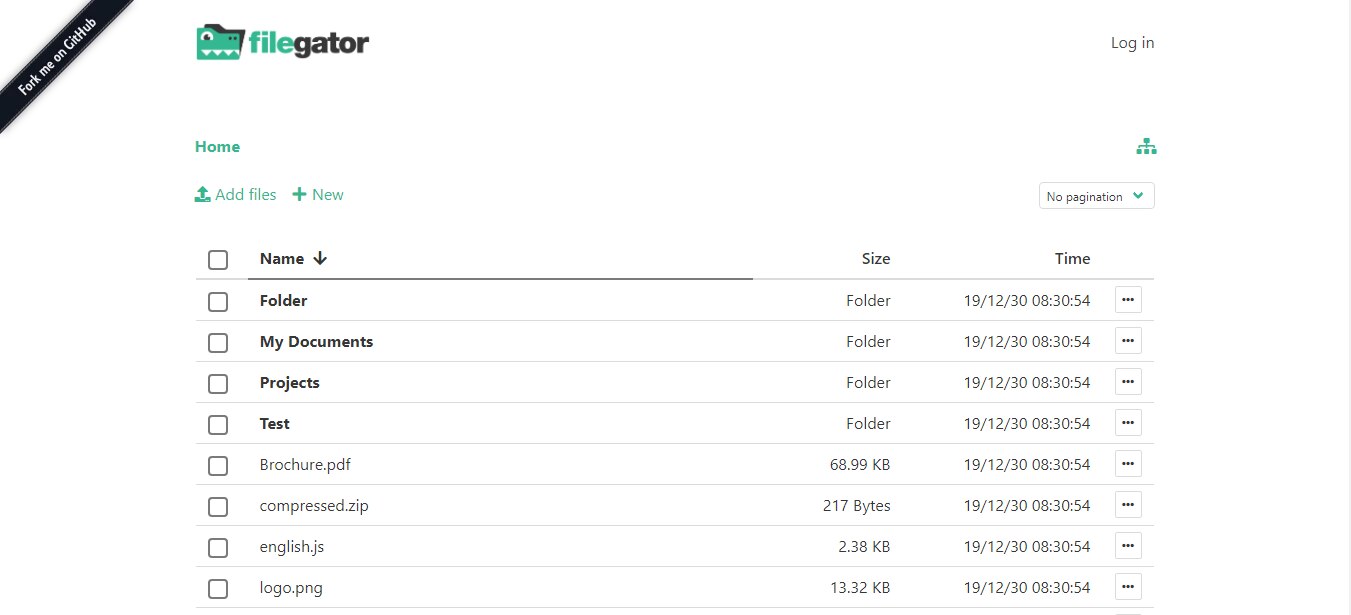 Fork me on GitHub
filegator
Log in
Home
Add files New
No pagination
Name Size Time
Folder Folder 19/12/30 08:30:54
My Documents Folder 19/12/30 08:30:54
Projects Folder 19/12/30 08:30:54
Test Folder 19/12/30 08:30:54
Brochure.pdf 68.99 KB 19/12/30 08:30:54
compressed.zip 217 Bytes 19/12/30 08:30:54
english.js 2.38 KB 19/12/30 08:30:54
logo.png 13.32 KB 19/12/30 08:30:54